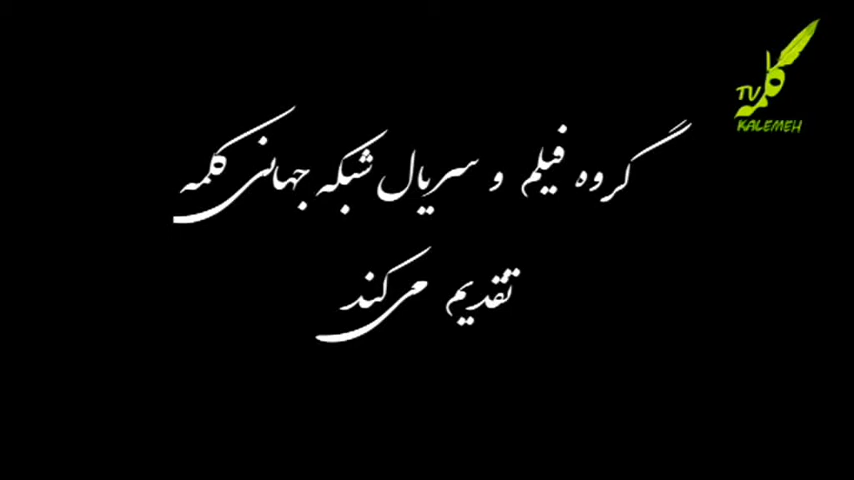 TV کلمه
KALEMEH
گروه فیلم و سریال شبکه جهانی کلمه
تقدیم می کند